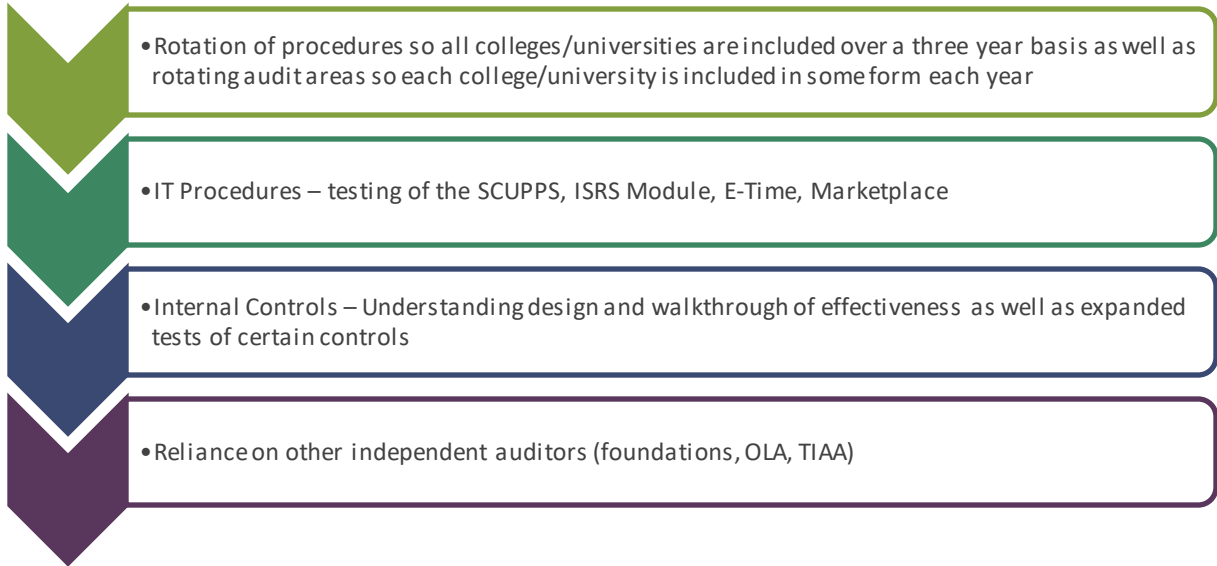 •Rotation of procedures so all colleges/universities are included over a three year basis as well as
rotating audit areas so each college/university is included in some form each year
•IT Procedures – testing of the SCUPPS, ISRS Module, E-Time, Marketplace
•Internal Controls – Understanding design and walkthrough of effectiveness as well as expanded
tests of certain controls
•Reliance on other independent auditors (foundations, OLA, TIAA)